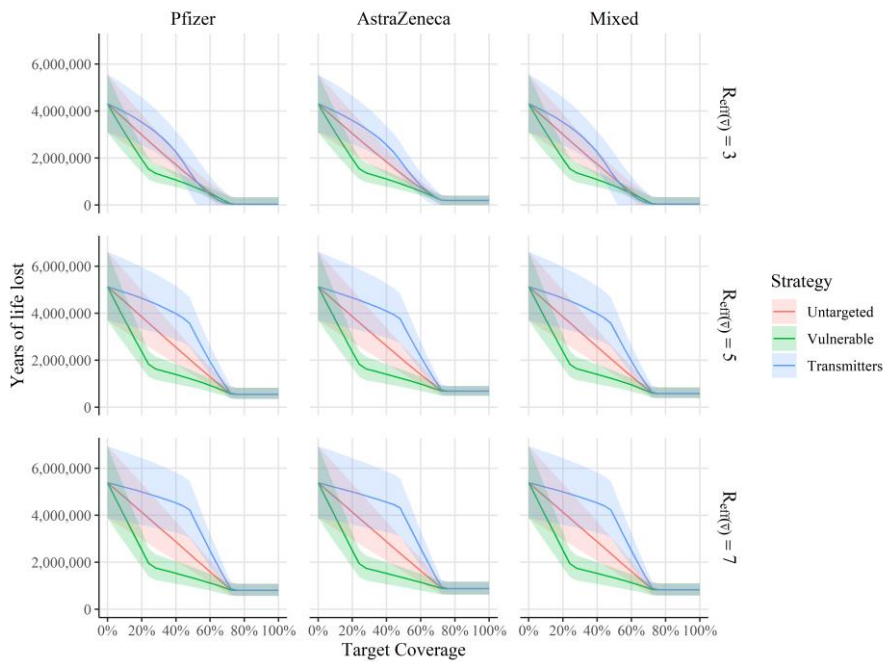 Pfizer AstraZeneca Mixed
6,000,000
4,000,000
2,000,000
0
R_eff(v̄) = 3
6,000,000
4,000,000
2,000,000
0
R_eff(v̄) = 5
6,000,000
4,000,000
2,000,000
0
R_eff(v̄) = 7
Years of life lost
0% 20% 40% 60% 80% 100% 0% 20% 40% 60% 80% 100% 0% 20% 40% 60% 80% 100%
Target Coverage
Strategy
Untargeted
Vulnerable
Transmitters